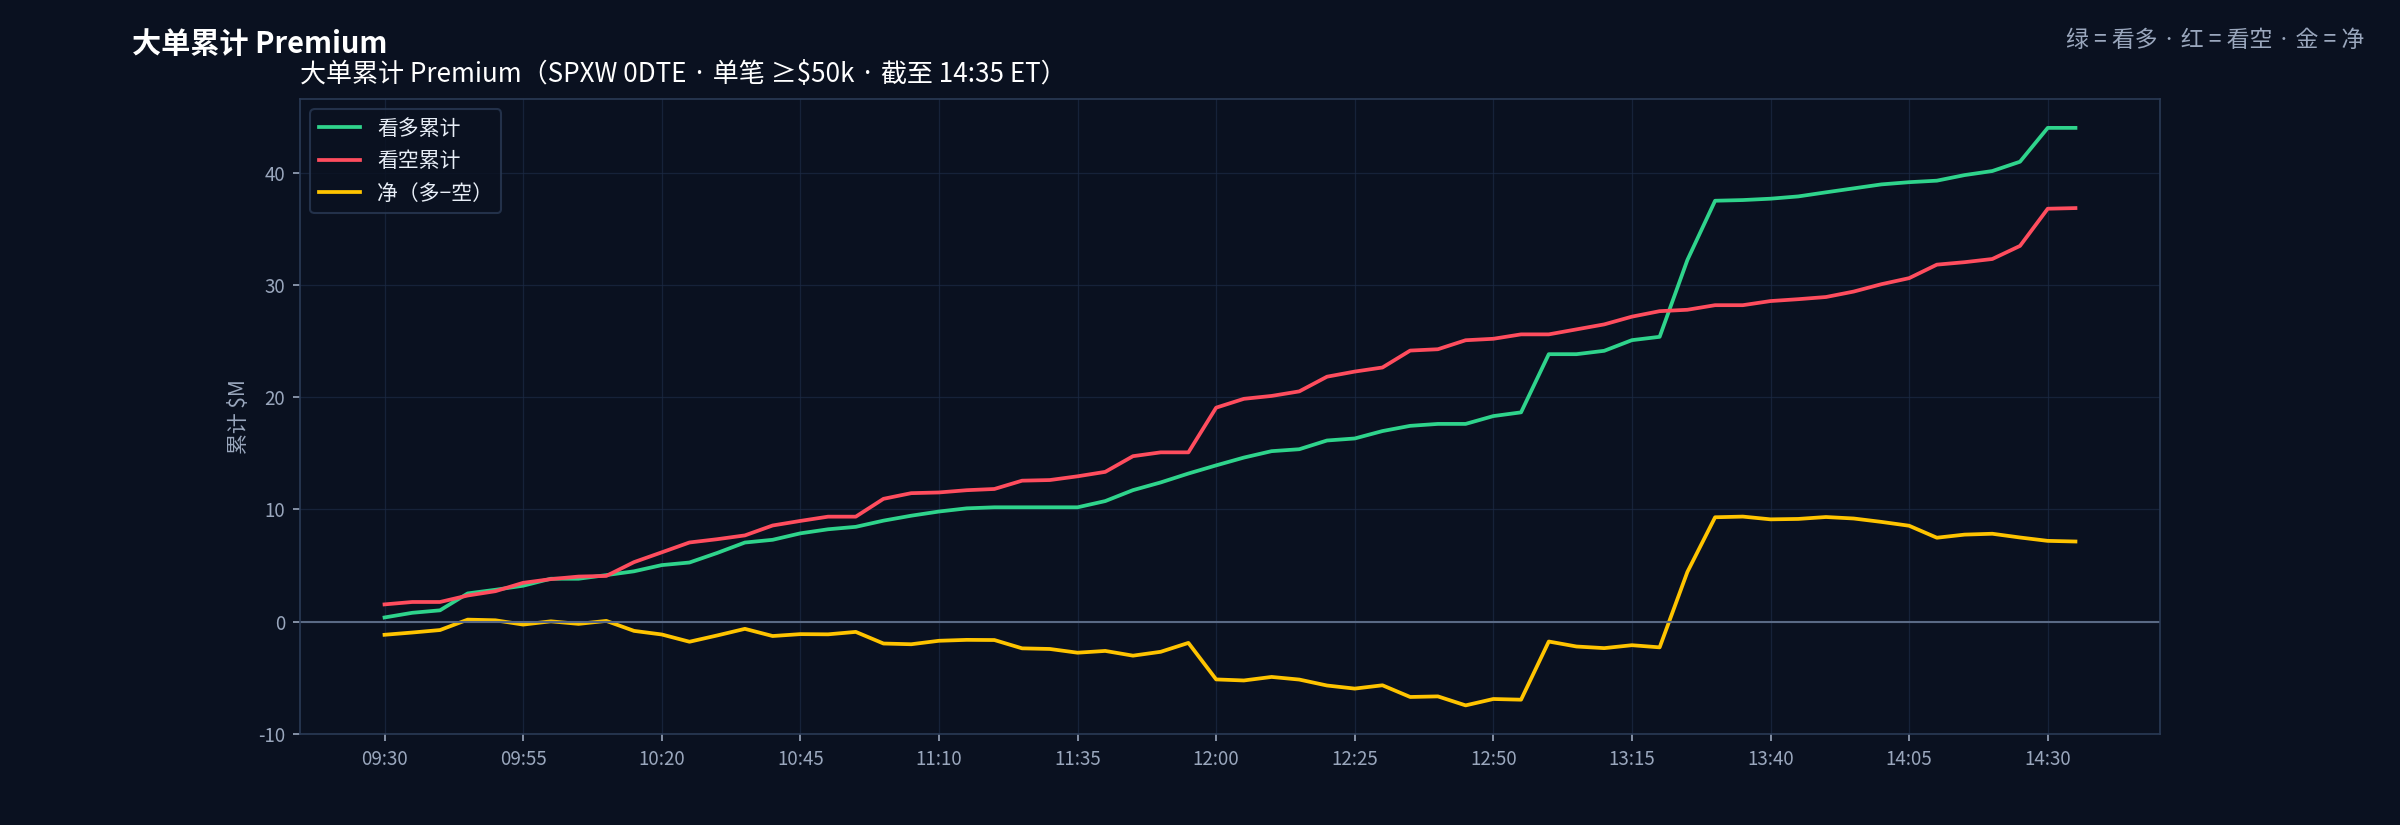 大单累计 Premium
绿 = 看多 · 红 = 看空 · 金 = 净
大单累计 Premium（SPXW 0DTE · 单笔 ≥$50k · 截至 14:35 ET）
看多累计
看空累计
净（多−空）
累计 $M
40
30
20
10
0
-10
09:30 09:55 10:20 10:45 11:10 11:35 12:00 12:25 12:50 13:15 13:40 14:05 14:30